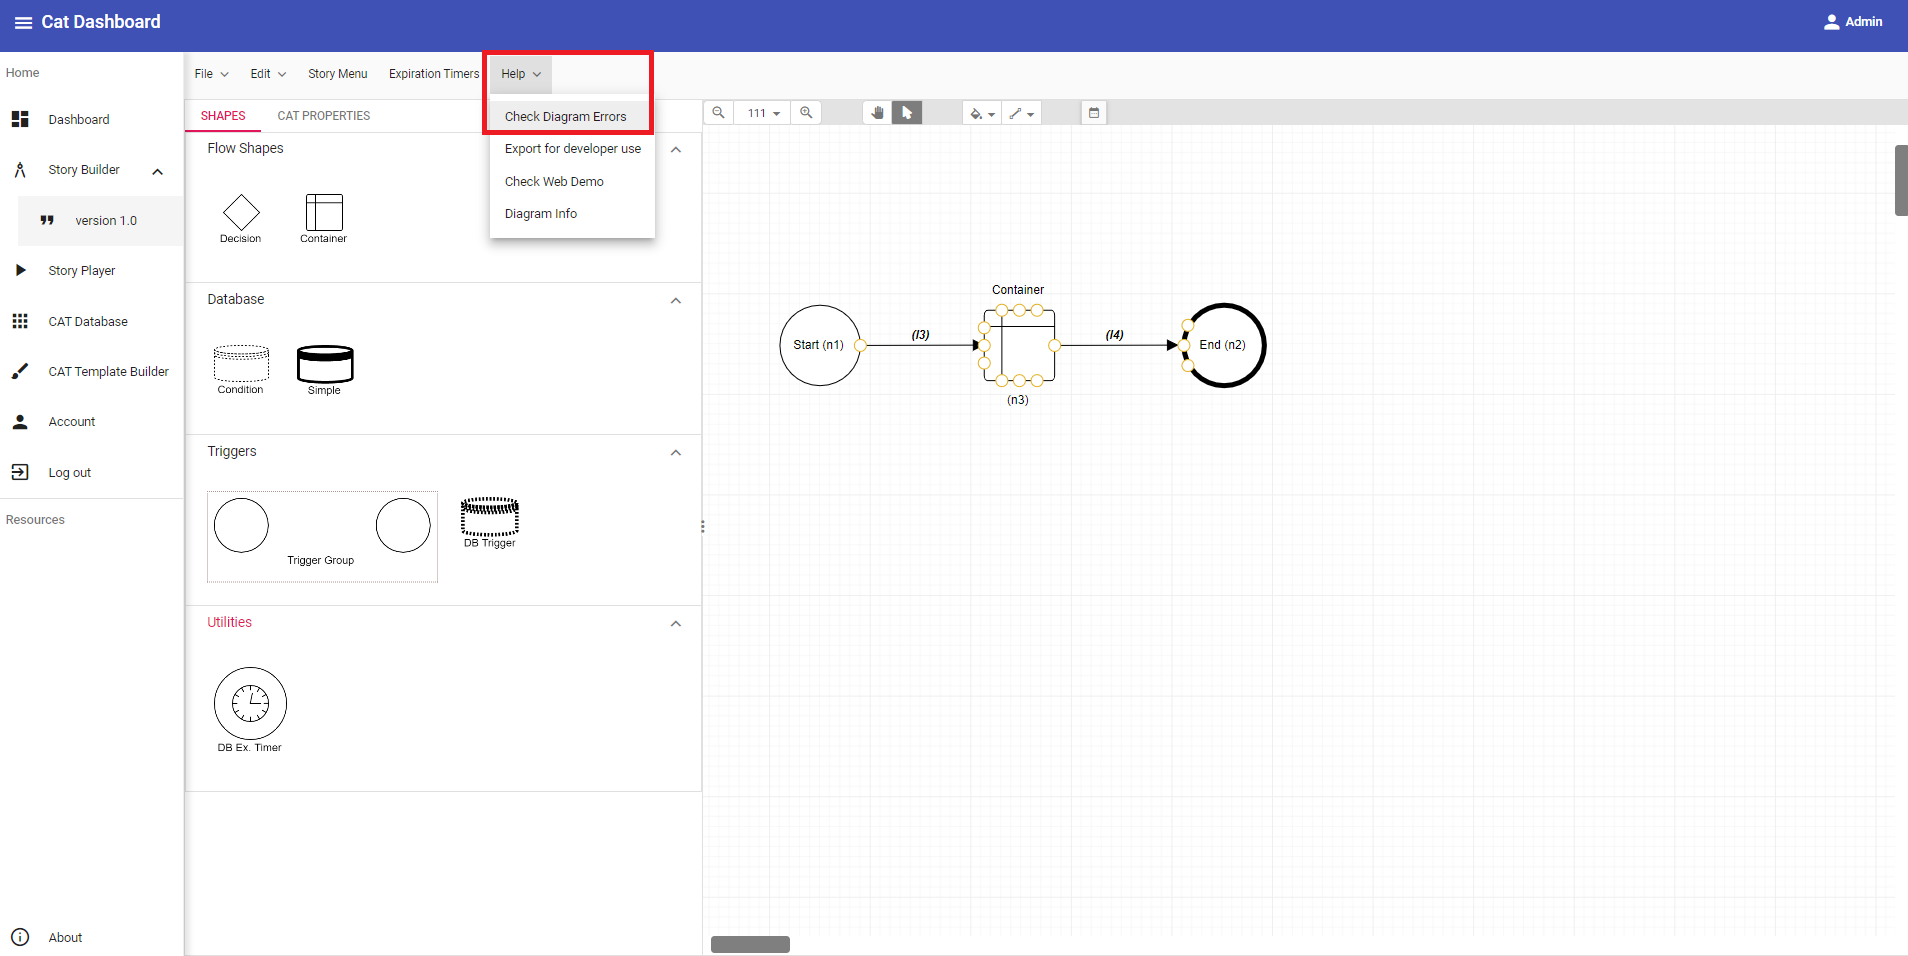 Cat Dashboard
Admin
Home
Dashboard
Story Builder
version 1.0
Story Player
CAT Database
CAT Template Builder
Account
Log out
Resources
About
File
Edit
Story Menu
Expiration Timers
Help
Check Diagram Errors
Export for developer use
Check Web Demo
Diagram Info
SHAPES
CAT PROPERTIES
Flow Shapes
Decision
Container
Database
Condition
Simple
Triggers
Trigger Group
DB Trigger
Utilities
DB Ex. Timer
111
Container
Start (n1)
(l3)
(l4)
End (n2)
(n3)